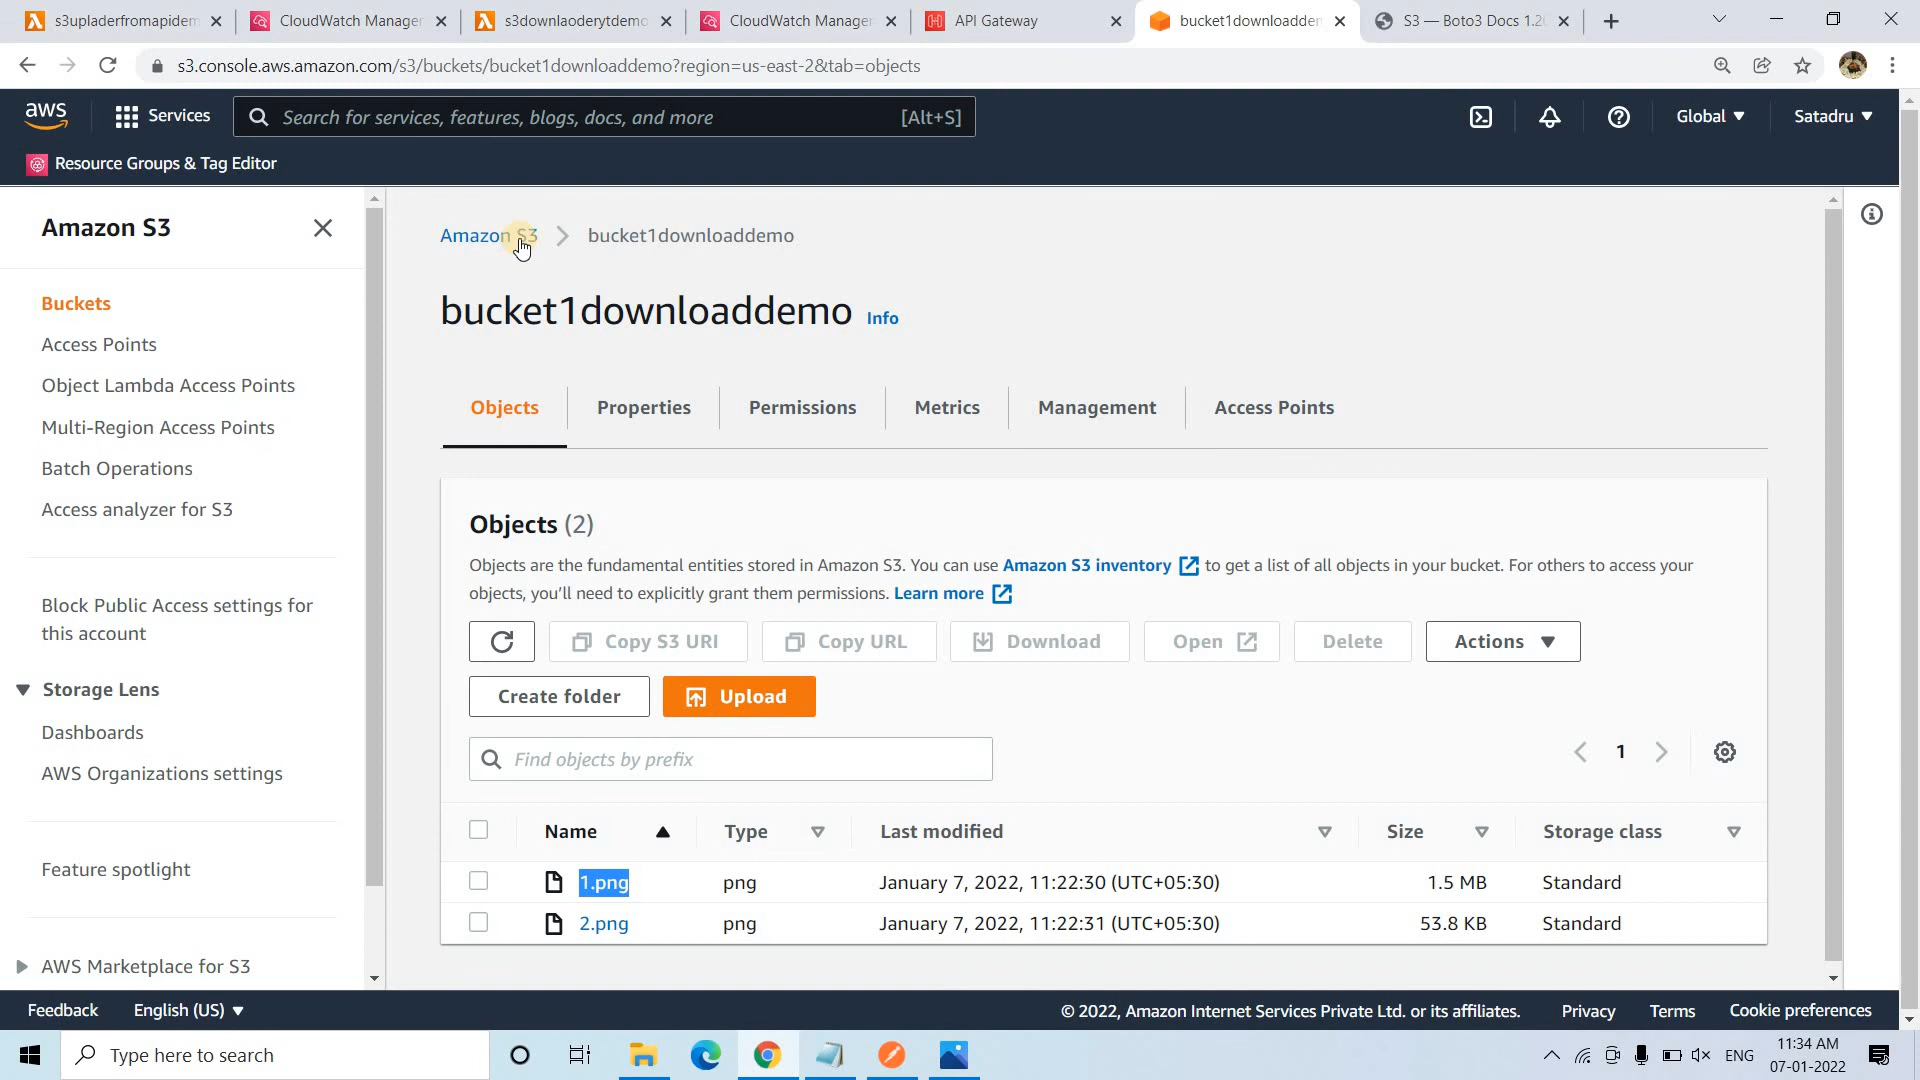 s3upladerfromapidem
CloudWatch Manager
s3downlaoderytdemo
CloudWatch Manager
API Gateway
bucket1downloaddem
S3 — Boto3 Docs 1.20
s3.console.aws.amazon.com/s3/buckets/bucket1downloaddemo?region=us-east-2&tab=objects
aws
Services
Search for services, features, blogs, docs, and more
[Alt+S]
Global
Satadru
Resource Groups & Tag Editor
Amazon S3
Buckets
Access Points
Object Lambda Access Points
Multi-Region Access Points
Batch Operations
Access analyzer for S3
Block Public Access settings for
this account
Storage Lens
Dashboards
AWS Organizations settings
Feature spotlight
AWS Marketplace for S3
Amazon S3
bucket1downloaddemo
bucket1downloaddemo Info
Objects
Properties
Permissions
Metrics
Management
Access Points
Objects (2)
Objects are the fundamental entities stored in Amazon S3. You can use Amazon S3 inventory to get a list of all objects in your bucket. For others to access your
objects, you'll need to explicitly grant them permissions. Learn more
Copy S3 URI
Copy URL
Download
Open
Delete
Actions
Create folder
Upload
Find objects by prefix
1
Name
Type
Last modified
Size
Storage class
1.png png January 7, 2022, 11:22:30 (UTC+05:30) 1.5 MB Standard
2.png png January 7, 2022, 11:22:31 (UTC+05:30) 53.8 KB Standard
Feedback
English (US)
© 2022, Amazon Internet Services Private Ltd. or its affiliates.
Privacy
Terms
Cookie preferences
Type here to search
ENG
11:34 AM
07-01-2022